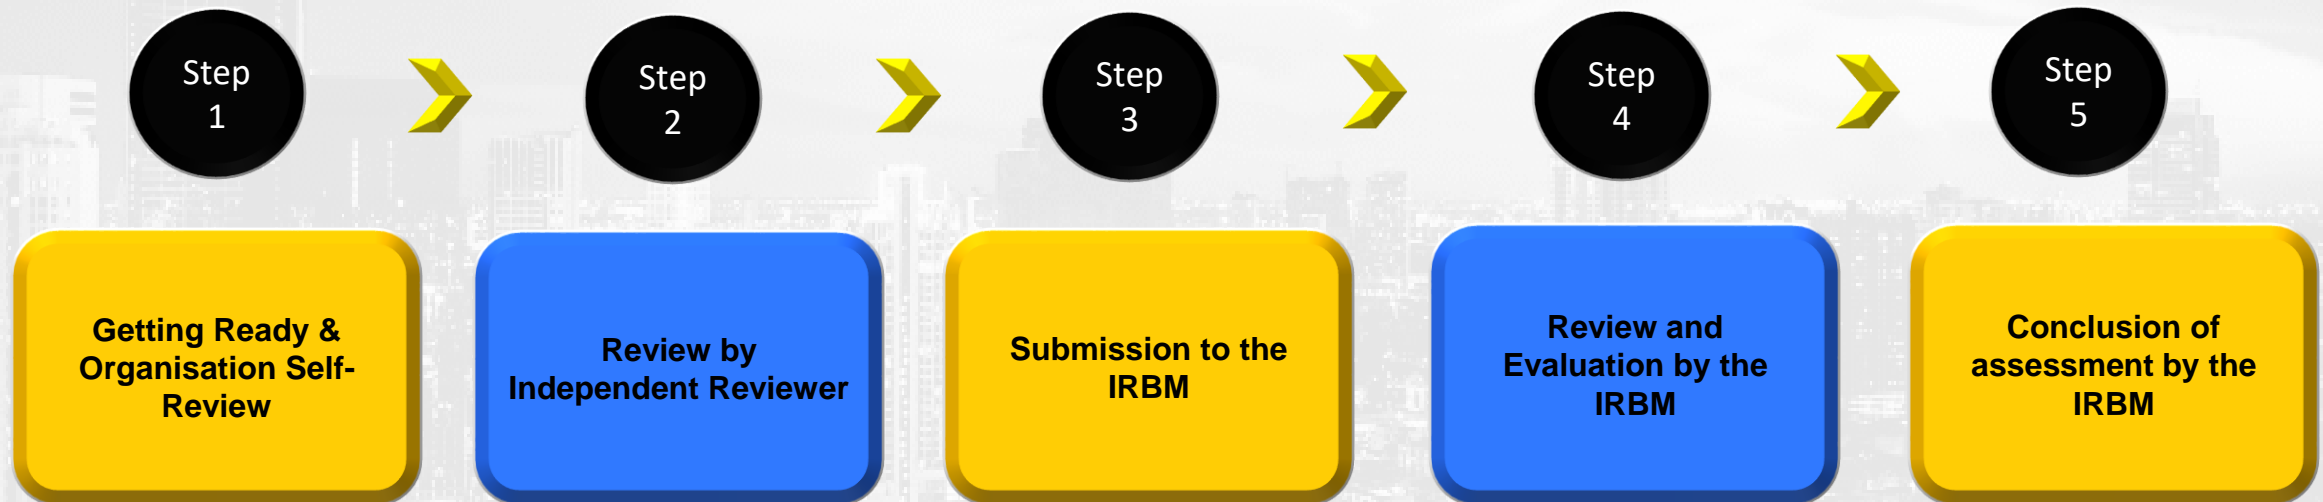 Step
1
Step
2
Step
3
Step
4
Step
5
Getting Ready &
Organisation Self-
Review
Review by
Independent Reviewer
Submission to the
IRBM
Review and
Evaluation by the
IRBM
Conclusion of
assessment by the
IRBM